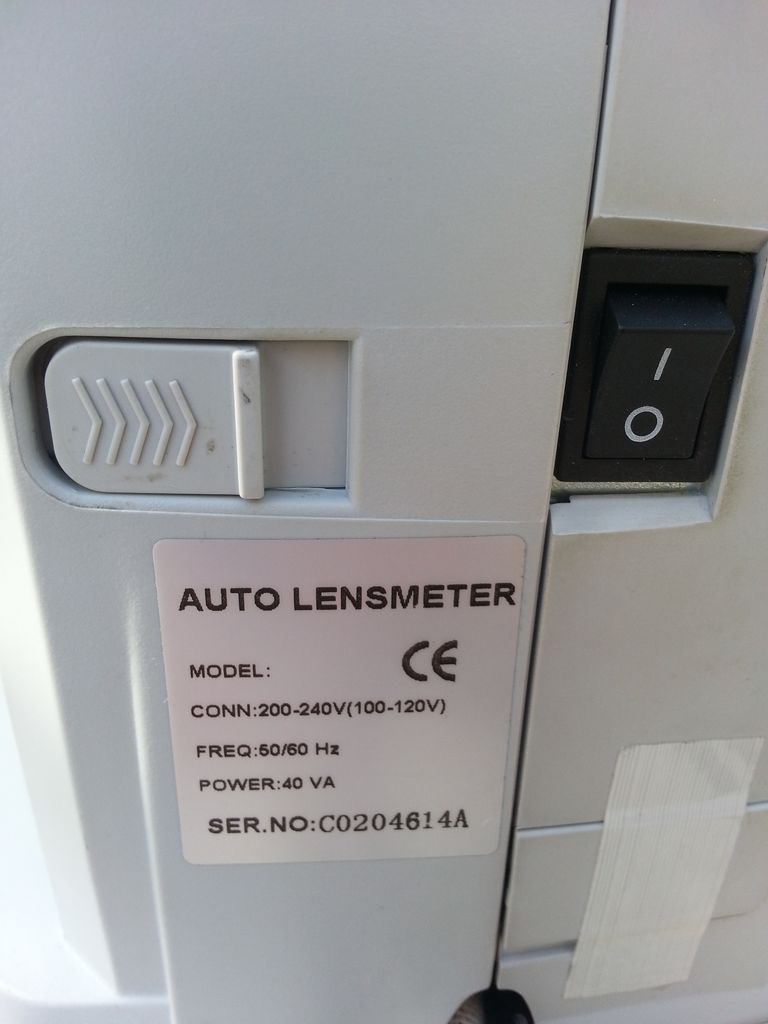 I
O
AUTO LENSMETER
MODEL: CE
CONN:200-240V(100-120V)
FREQ:50/60 Hz
POWER:40 VA
SER.NO:C0204614A